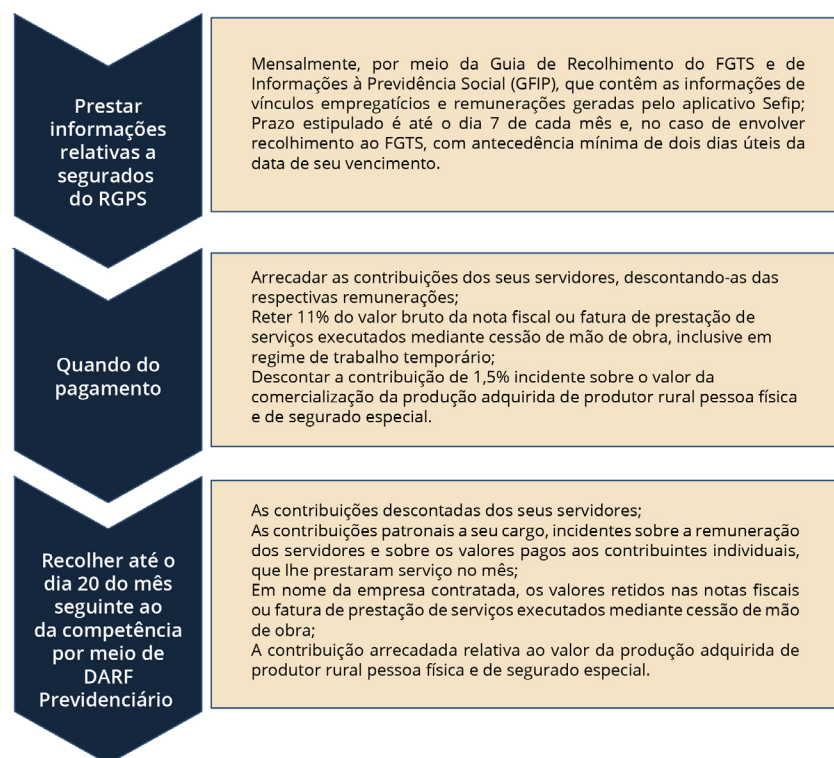 Prestar
informações
relativas a
segurados
do RGPS
Mensalmente, por meio da Guia de Recolhimento do FGTS e de
Informações à Previdência Social (GFIP), que contêm as informações de
vínculos empregatícios e remunerações geradas pelo aplicativo Sefip;
Prazo estipulado é até o dia 7 de cada mês e, no caso de envolver
recolhimento ao FGTS, com antecedência mínima de dois dias úteis da
data de seu vencimento.
Quando do
pagamento
Arrecadar as contribuições dos seus servidores, descontando-as das
respectivas remunerações;
Reter 11% do valor bruto da nota fiscal ou fatura de prestação de
serviços executados mediante cessão de mão de obra, inclusive em
regime de trabalho temporário;
Descontar a contribuição de 1,5% incidente sobre o valor da
comercialização da produção adquirida de produtor rural pessoa física
e de segurado especial.
Recolher até o
dia 20 do mês
seguinte ao
da competência
por meio de
DARF
Previdenciário
As contribuições descontadas dos seus servidores;
As contribuições patronais a seu cargo, incidentes sobre a remuneração
dos servidores e sobre os valores pagos aos contribuintes individuais,
que lhe prestaram serviço no mês;
Em nome da empresa contratada, os valores retidos nas notas fiscais
ou fatura de prestação de serviços executados mediante cessão de mão
de obra;
A contribuição arrecadada relativa ao valor da produção adquirida de
produtor rural pessoa física e de segurado especial.